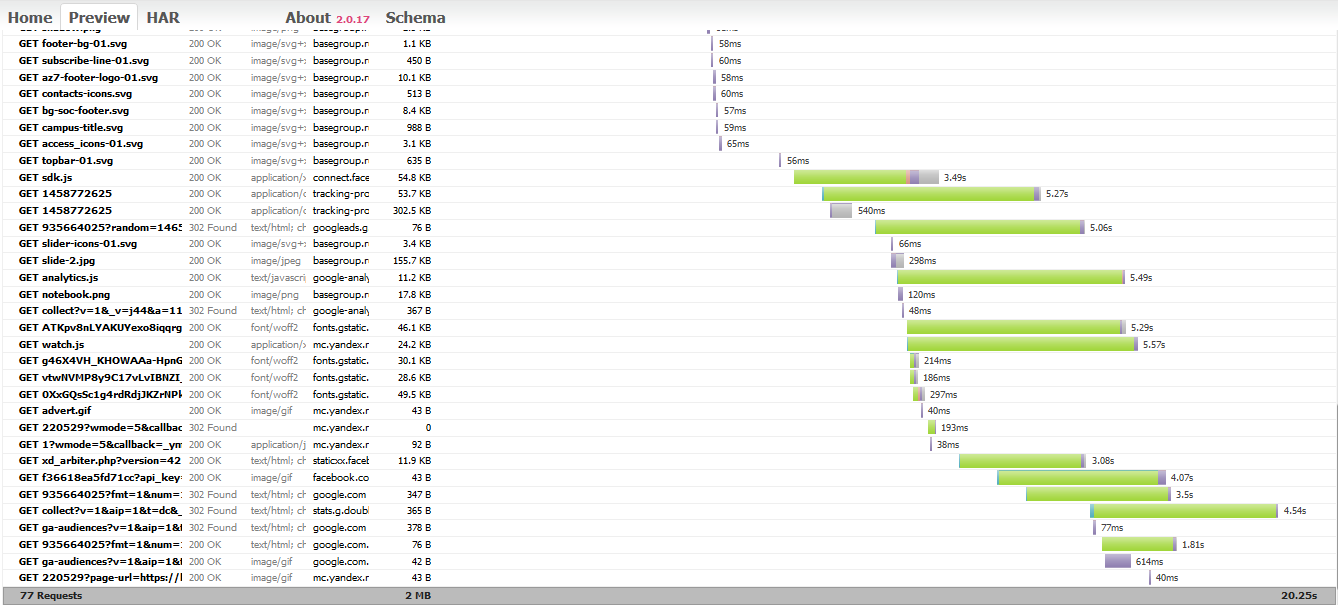 Home Preview HAR About 2.0.17 Schema
GET footer-bg-01.svg 200 OK image/svg+ basegroup.r 1.1 KB 58ms
GET subscribe-line-01.svg 200 OK image/svg+ basegroup.r 450 B 60ms
GET az7-footer-logo-01.svg 200 OK image/svg+ basegroup.r 10.1 KB 58ms
GET contacts-icons.svg 200 OK image/svg+ basegroup.r 513 B 60ms
GET bg-soc-footer.svg 200 OK image/svg+ basegroup.r 8.4 KB 57ms
GET campus-title.svg 200 OK image/svg+ basegroup.r 988 B 59ms
GET access_icons-01.svg 200 OK image/svg+ basegroup.r 3.1 KB 65ms
GET topbar-01.svg 200 OK image/svg+ basegroup.r 635 B 56ms
GET sdk.js 200 OK application/x connect.face 54.8 KB 3.49s
GET 1458772625 200 OK application/c tracking-pro 53.7 KB 5.27s
GET 1458772625 200 OK application/c tracking-pro 302.5 KB 540ms
GET 935664025?random=1465 302 Found text/html; ch googleads.g 76 B 5.06s
GET slider-icons-01.svg 200 OK image/svg+ basegroup.r 3.4 KB 66ms
GET slide-2.jpg 200 OK image/jpeg basegroup.r 155.7 KB 298ms
GET analytics.js 200 OK text/javascri google-analy 11.2 KB 5.49s
GET notebook.png 200 OK image/png basegroup.r 17.8 KB 120ms
GET collect?v=1&_v=j44&a=11 302 Found text/html; ch google-analy 367 B 48ms
GET ATKpv8nLYAKUYexo8iqqrg 200 OK font/woff2 fonts.gstatic. 46.1 KB 5.29s
GET watch.js 200 OK application/x mc.yandex.r 24.2 KB 5.57s
GET g46X4VH_KHOWAAa-HpnG 200 OK font/woff2 fonts.gstatic. 30.1 KB 214ms
GET vtwNVMP8y9C17vLvIBNZI_ 200 OK font/woff2 fonts.gstatic. 28.6 KB 186ms
GET 0XxGQsSc1g4rdRdjJKZrNPk 200 OK font/woff2 fonts.gstatic. 49.5 KB 297ms
GET advert.gif 200 OK image/gif mc.yandex.r 43 B 40ms
GET 220529?wmode=5&callbac 302 Found mc.yandex.r 0 193ms
GET 1?wmode=5&callback=_ym 200 OK application/j mc.yandex.r 92 B 38ms
GET xd_arbiter.php?version=42 200 OK text/html; ch staticxx.faceb 11.9 KB 3.08s
GET f36618ea5fd71cc?api_key= 200 OK image/gif facebook.co 43 B 4.07s
GET 935664025?fmt=1&num=1 302 Found text/html; ch google.com 347 B 3.5s
GET collect?v=1&aip=1&t=dc&_ 302 Found text/html; ch stats.g.doubl 365 B 4.54s
GET ga-audiences?v=1&aip=1&t 302 Found text/html; ch google.com 378 B 77ms
GET 935664025?fmt=1&num=1 200 OK text/html; ch google.com. 76 B 1.81s
GET ga-audiences?v=1&aip=1&t 200 OK image/gif google.com. 42 B 614ms
GET 220529?page-url=https://l 200 OK image/gif mc.yandex.r 43 B 40ms
77 Requests 2 MB 20.25s